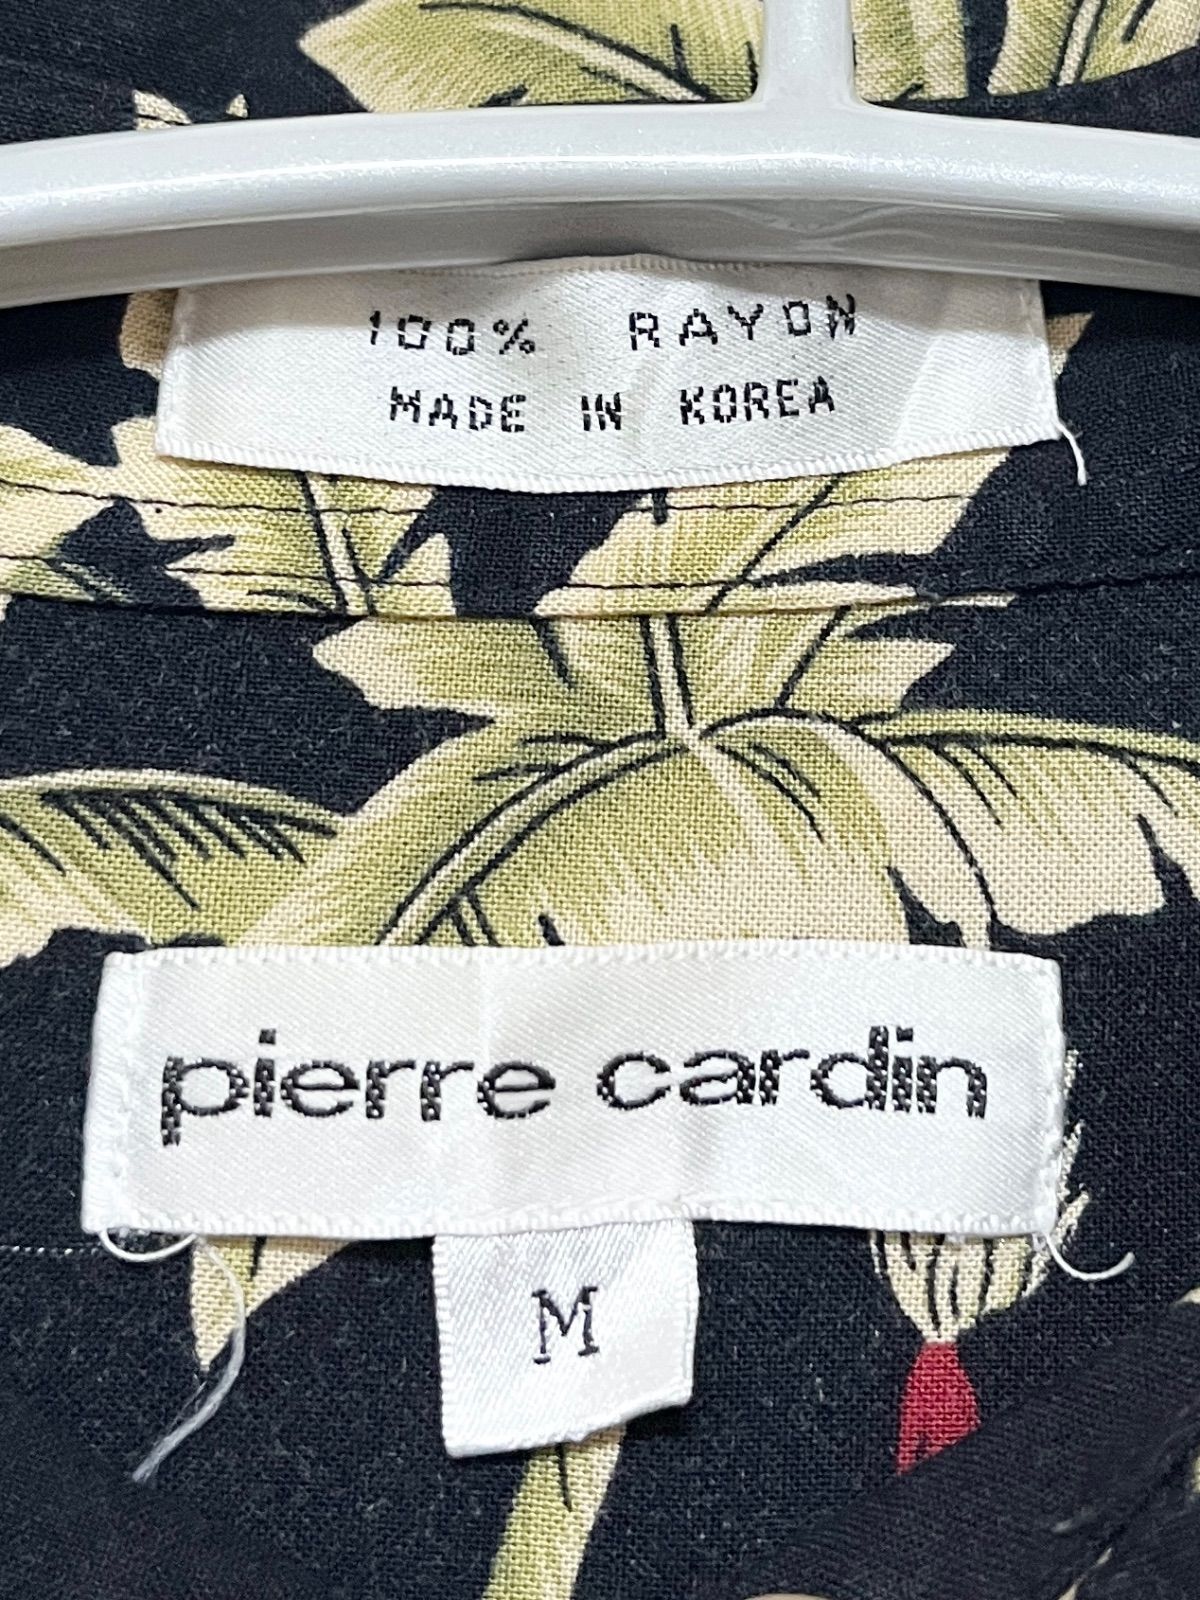 100% RAYON
MADE IN KOREA
pierre cardin
M